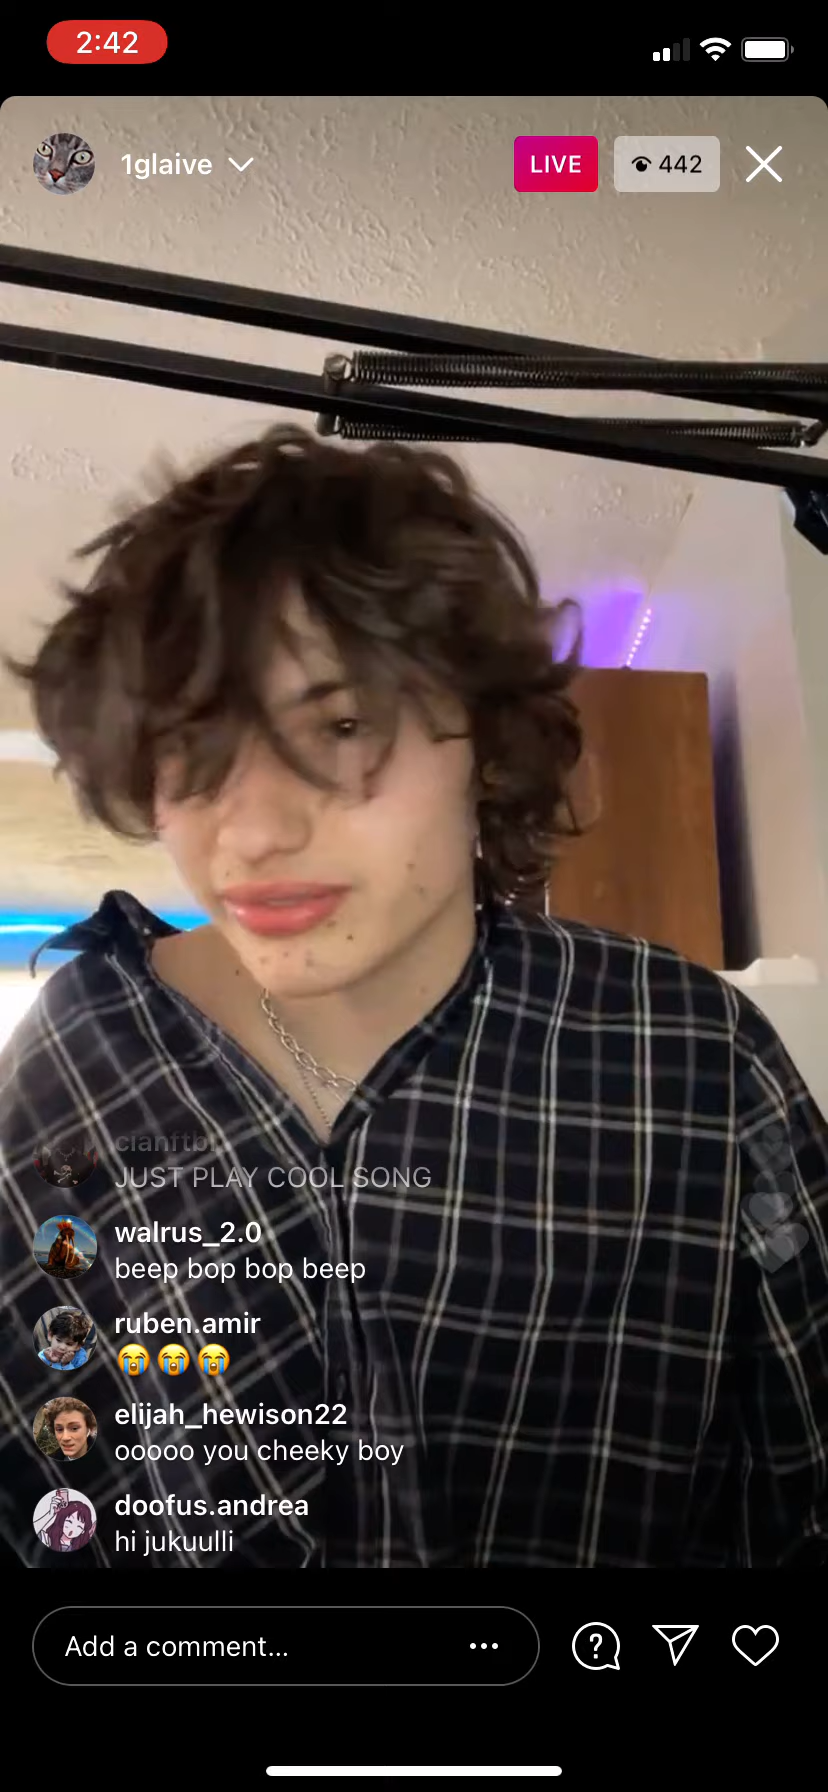 2:42
1glaive
LIVE
442
cianftbl
JUST PLAY COOL SONG
walrus_2.0
beep bop bop beep
ruben.amir
😭😭😭
elijah_hewison22
ooooo you cheeky boy
doofus.andrea
hi jukuulli
Add a comment...